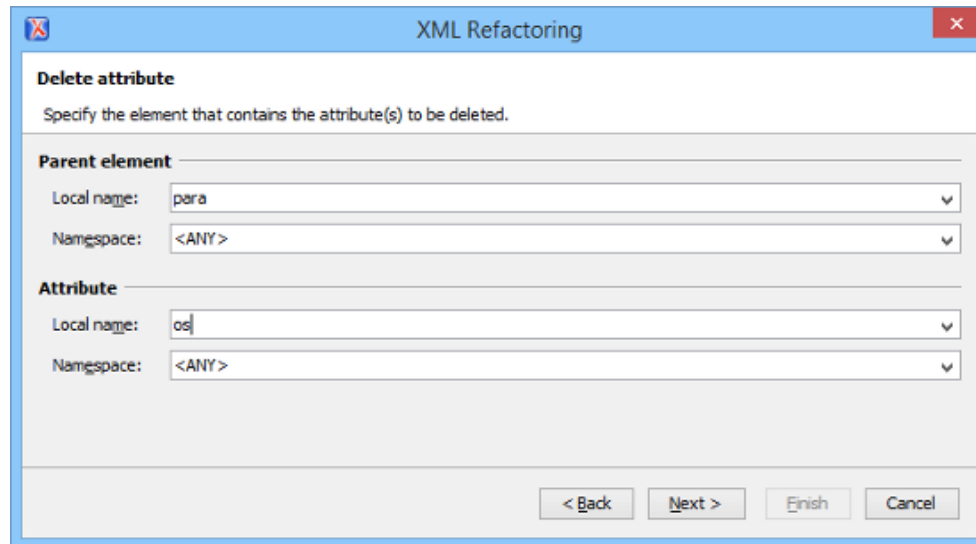 XML Refactoring
Delete attribute
Specify the element that contains the attribute(s) to be deleted.
Parent element
Local name: para
Namespace: <ANY>
Attribute
Local name: os
Namespace: <ANY>
< Back Next > Finish Cancel